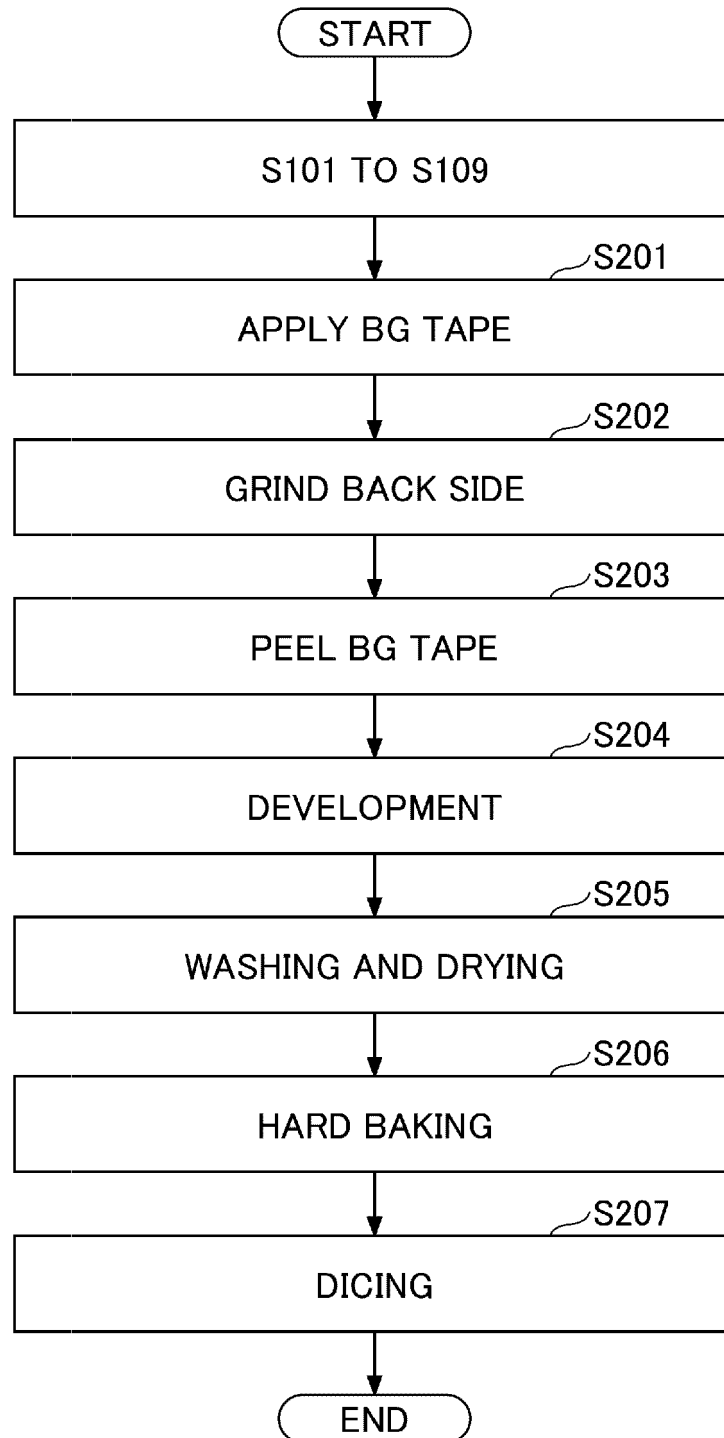 START
S101 TO S109
S201
APPLY BG TAPE
S202
GRIND BACK SIDE
S203
PEEL BG TAPE
S204
DEVELOPMENT
S205
WASHING AND DRYING
S206
HARD BAKING
S207
DICING
END